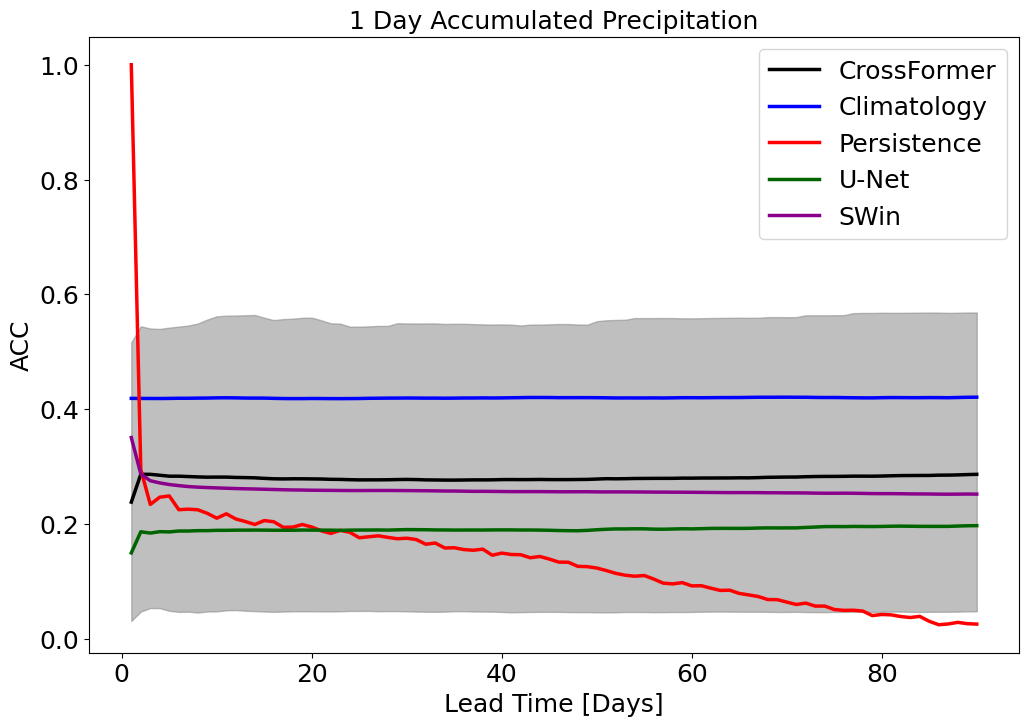 1 Day Accumulated Precipitation
1.0
0.8
0.6
0.4
0.2
0.0
ACC
0
20
40
60
80
Lead Time [Days]
CrossFormer
Climatology
Persistence
U-Net
SWin